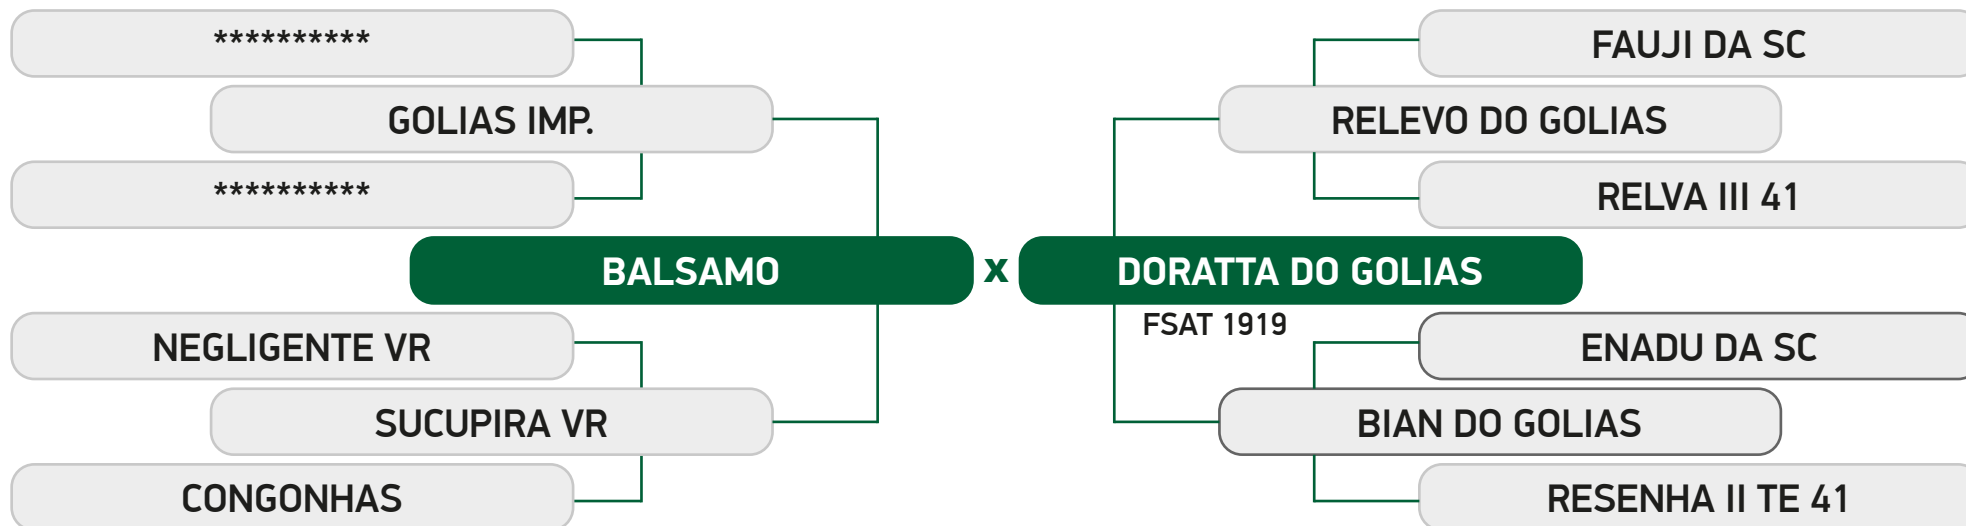 **********
GOLIAS IMP.
**********
BALSAMO
NEGLIGENTE VR
SUCUPIRA VR
CONGONHAS
x
FAUJI DA SC
RELEVO DO GOLIAS
RELVA III 41
DORATTA DO GOLIAS
FSAT 1919
ENADU DA SC
BIAN DO GOLIAS
RESENHA II TE 41